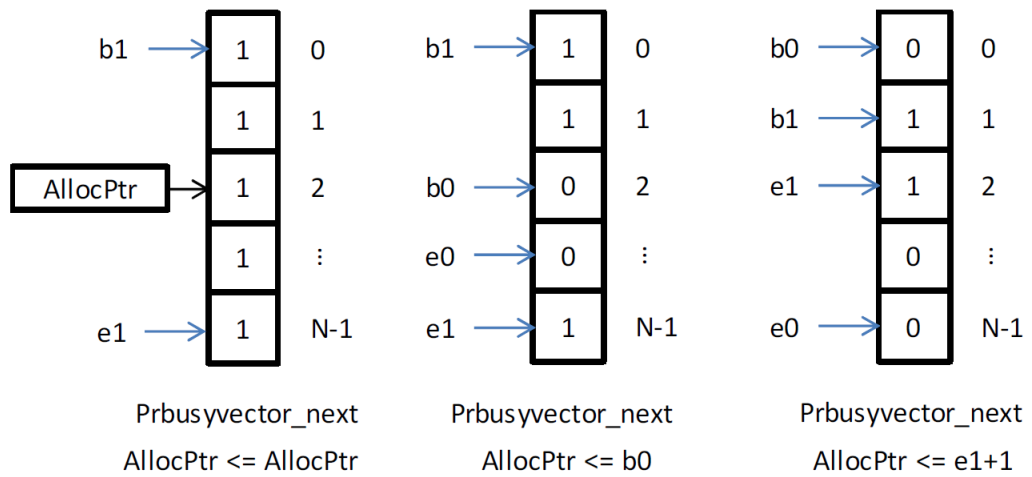 b1 1 0 b1 1 0 b0 0 0
1 1 1 1 b1 1 1
AllocPtr 1 2 b0 0 2 e1 1 2
1 ⋮ e0 0 ⋮ 0 ⋮
e1 1 N-1 e1 1 N-1 e0 0 N-1
Prbusyvector_next Prbusyvector_next Prbusyvector_next
AllocPtr <= AllocPtr AllocPtr <= b0 AllocPtr <= e1+1